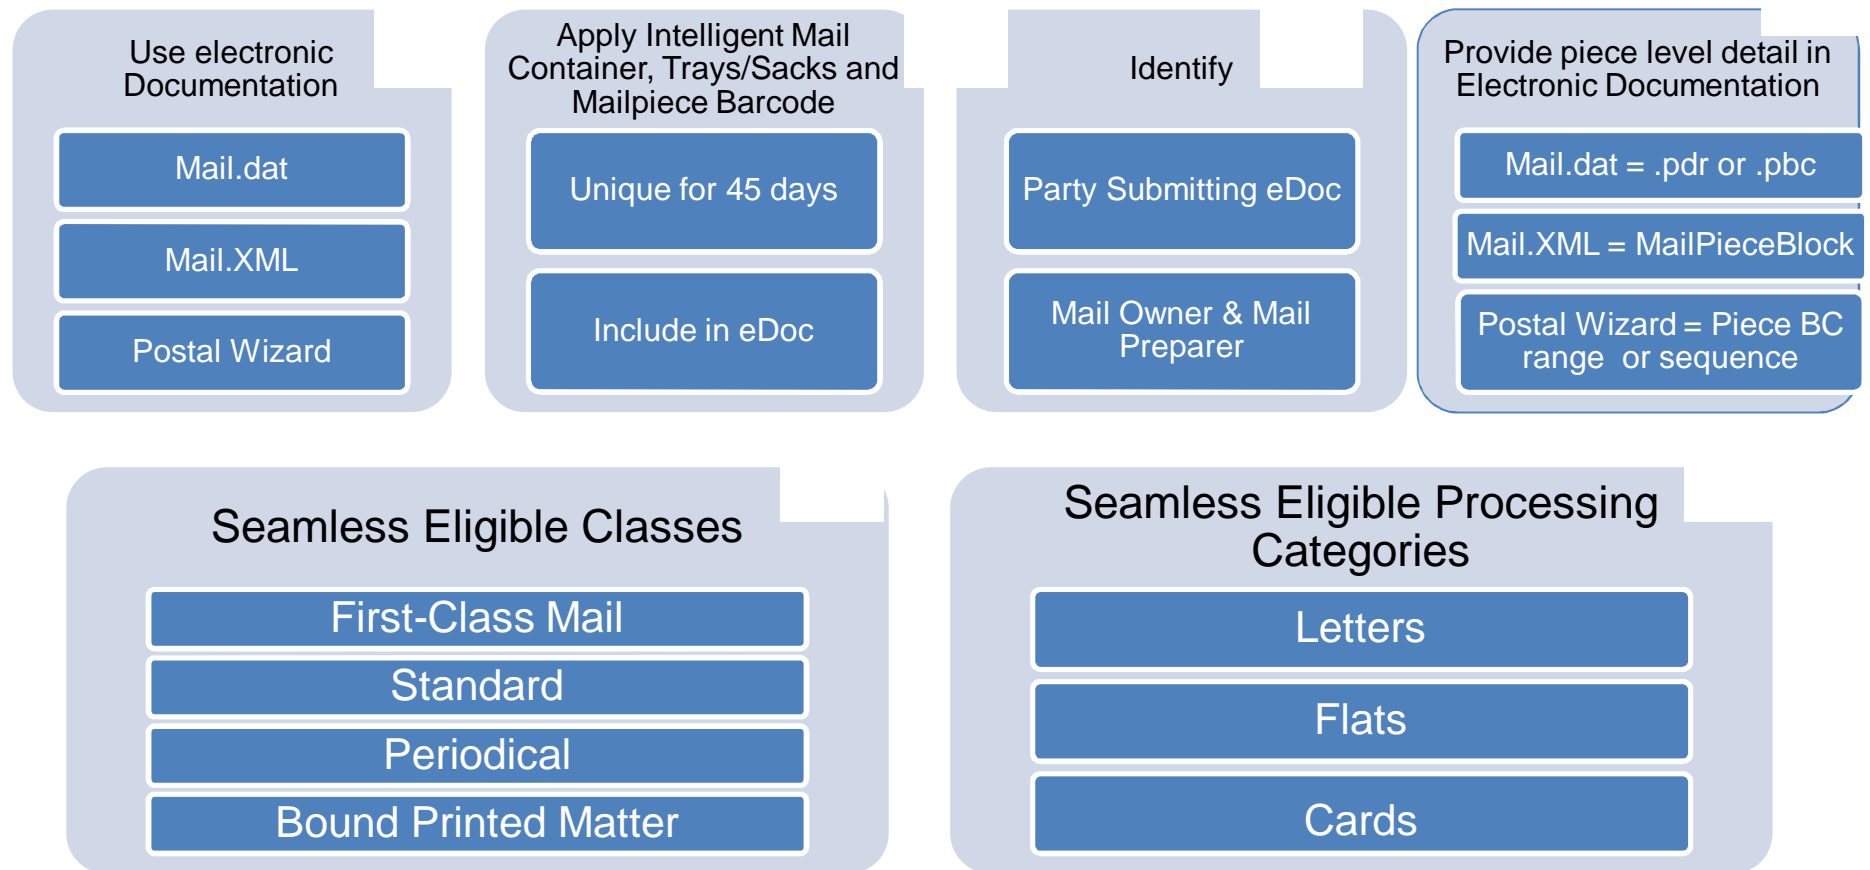 Use electronic
Documentation
Mail.dat
Mail.XML
Postal Wizard
Apply Intelligent Mail
Container, Trays/Sacks and
Mailpiece Barcode
Unique for 45 days
Include in eDoc
Identify
Party Submitting eDoc
Mail Owner & Mail
Preparer
Provide piece level detail in
Electronic Documentation
Mail.dat = .pdr or .pbc
Mail.XML = MailPieceBlock
Postal Wizard = Piece BC
range or sequence
Seamless Eligible Classes
First-Class Mail
Standard
Periodical
Bound Printed Matter
Seamless Eligible Processing
Categories
Letters
Flats
Cards